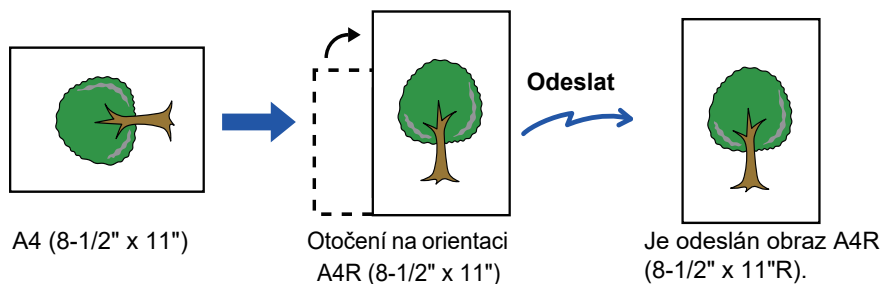 Odeslat
A4 (8-1/2" x 11")
Otočení na orientaci
A4R (8-1/2" x 11")
Je odeslán obraz A4R
(8-1/2" x 11"R).